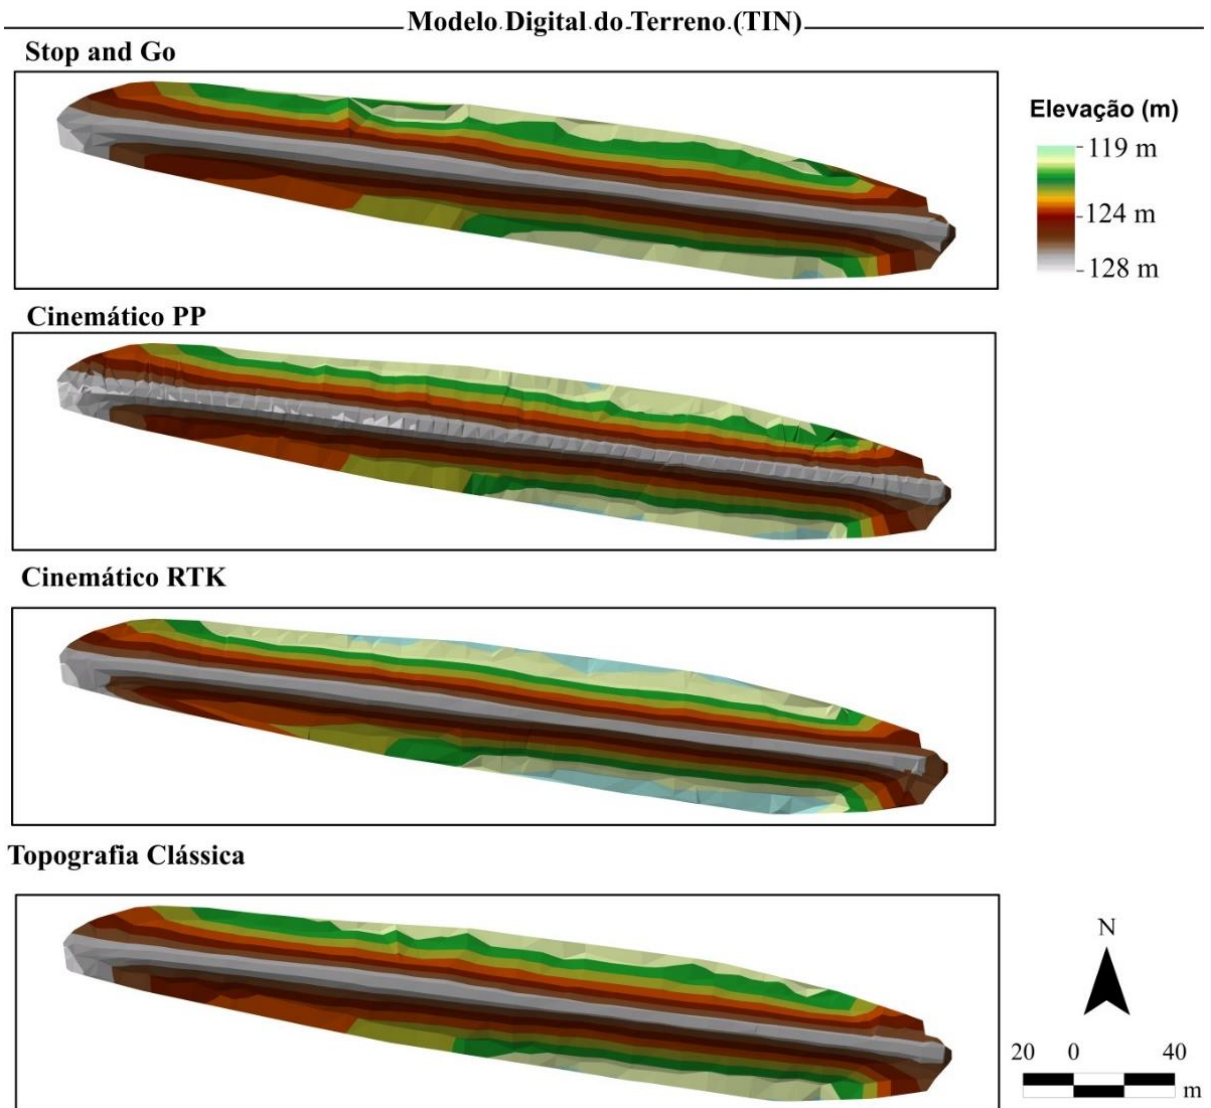 Modelo Digital do Terreno (TIN)
Stop and Go
Elevação (m)
119 m
124 m
128 m
Cinemático PP
Cinemático RTK
Topografia Clássica
N
20 0 40
m